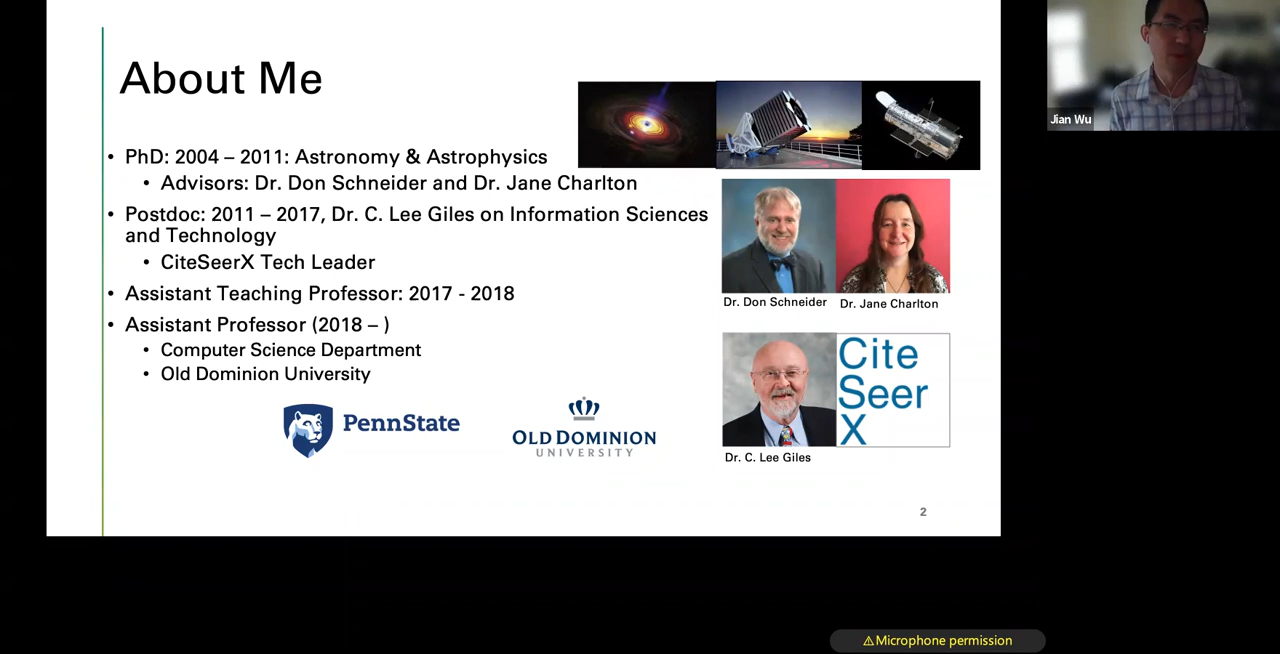 About Me
• PhD: 2004 – 2011: Astronomy & Astrophysics
• Advisors: Dr. Don Schneider and Dr. Jane Charlton
• Postdoc: 2011 – 2017, Dr. C. Lee Giles on Information Sciences
and Technology
• CiteSeerX Tech Leader
• Assistant Teaching Professor: 2017 - 2018
• Assistant Professor (2018 – )
• Computer Science Department
• Old Dominion University
PennState
OLD DOMINION
UNIVERSITY
Dr. Don Schneider
Dr. Jane Charlton
Cite
Seer
X
Dr. C. Lee Giles
2
Jian Wu
⚠Microphone permission